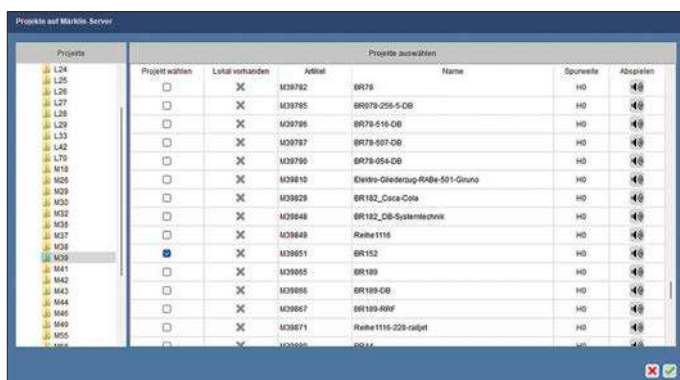 Projekte auf Märklin-Server
Projekte
Projekte auswählen
L24
L25
L26
L27
L28
L29
L33
L42
L70
M18
M26
M29
M30
M32
M36
M37
M38
M39
M41
M42
M43
M44
M46
M49
M55
Projekt wählen Lokal vorhanden Artikel Name Spurweite Abspielen
M39782 BR78 H0
M39785 BR078-256-5-DB H0
M39786 BR78-516-DB H0
M39787 BR78-507-DB H0
M39790 BR78-054-DB H0
M39810 Elektro-Gliederzug-RABe-501-Giruno H0
M39829 BR182_Coca-Cola H0
M39848 BR182_DB-Systemtechnik H0
M39849 Reihe1116 H0
M39851 BR152 H0
M39865 BR189 H0
M39866 BR189-DB H0
M39867 BR189-RRF H0
M39871 Reihe1116-228-railjet H0